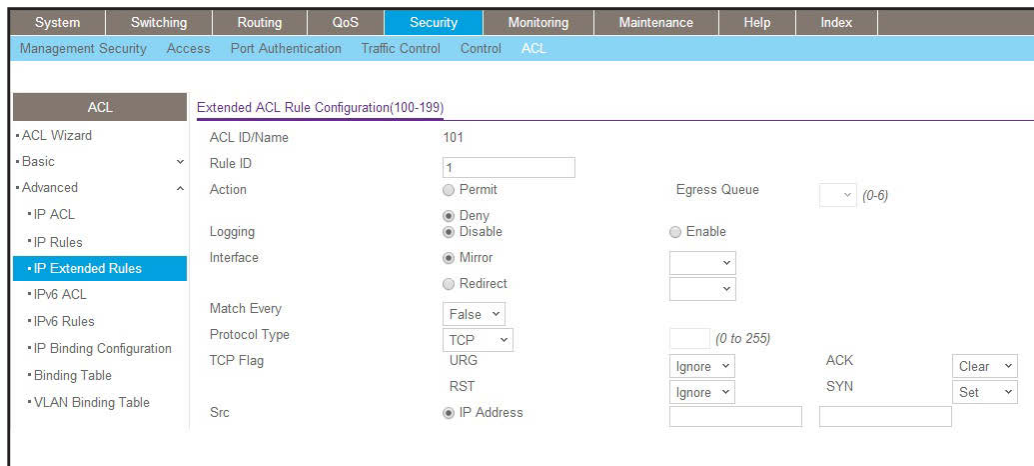 System Switching Routing QoS Security Monitoring Maintenance Help Index
Management Security Access Port Authentication Traffic Control Control ACL
ACL
ACL Wizard
Basic
Advanced
IP ACL
IP Rules
IP Extended Rules
IPv6 ACL
IPv6 Rules
IP Binding Configuration
Binding Table
VLAN Binding Table
Extended ACL Rule Configuration(100-199)
ACL ID/Name 101
Rule ID 1
Action Permit Egress Queue (0-6)
Deny
Logging Disable Enable
Interface Mirror
Redirect
Match Every False
Protocol Type TCP (0 to 255)
TCP Flag URG Ignore ACK Clear
RST Ignore SYN Set
Src IP Address